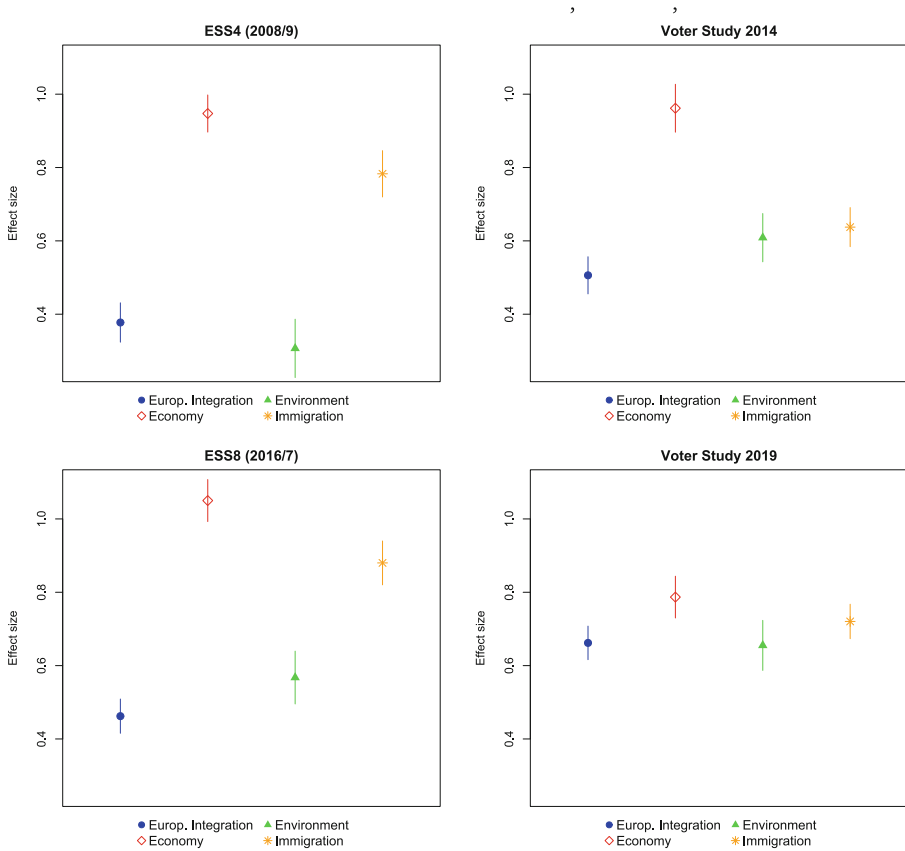 , ,
ESS4 (2008/9)
Effect size
1.0
0.8
0.6
0.4
Europ. Integration Environment
Economy Immigration
Voter Study 2014
Effect size
1.0
0.8
0.6
0.4
Europ. Integration Environment
Economy Immigration
ESS8 (2016/7)
Effect size
1.0
0.8
0.6
0.4
Europ. Integration Environment
Economy Immigration
Voter Study 2019
Effect size
1.0
0.8
0.6
0.4
Europ. Integration Environment
Economy Immigration